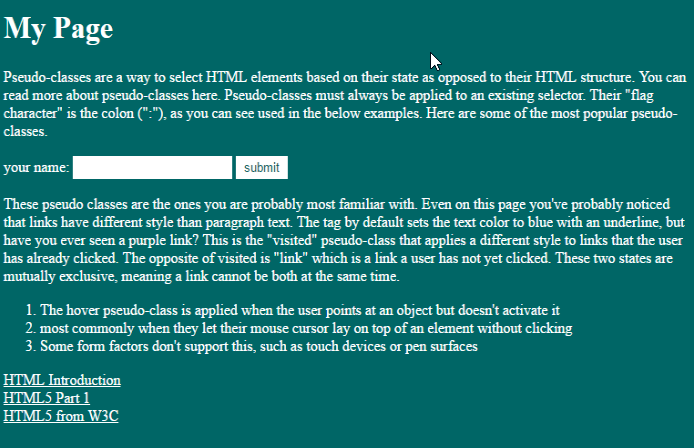 My Page
Pseudo-classes are a way to select HTML elements based on their state as opposed to their HTML structure. You can
read more about pseudo-classes here. Pseudo-classes must always be applied to an existing selector. Their "flag
character" is the colon (":"), as you can see used in the below examples. Here are some of the most popular pseudo-
classes.
your name: submit
These pseudo classes are the ones you are probably most familiar with. Even on this page you've probably noticed
that links have different style than paragraph text. The tag by default sets the text color to blue with an underline, but
have you ever seen a purple link? This is the "visited" pseudo-class that applies a different style to links that the user
has already clicked. The opposite of visited is "link" which is a link a user has not yet clicked. These two states are
mutually exclusive, meaning a link cannot be both at the same time.
1. The hover pseudo-class is applied when the user points at an object but doesn't activate it
2. most commonly when they let their mouse cursor lay on top of an element without clicking
3. Some form factors don't support this, such as touch devices or pen surfaces
HTML Introduction
HTML5 Part 1
HTML5 from W3C